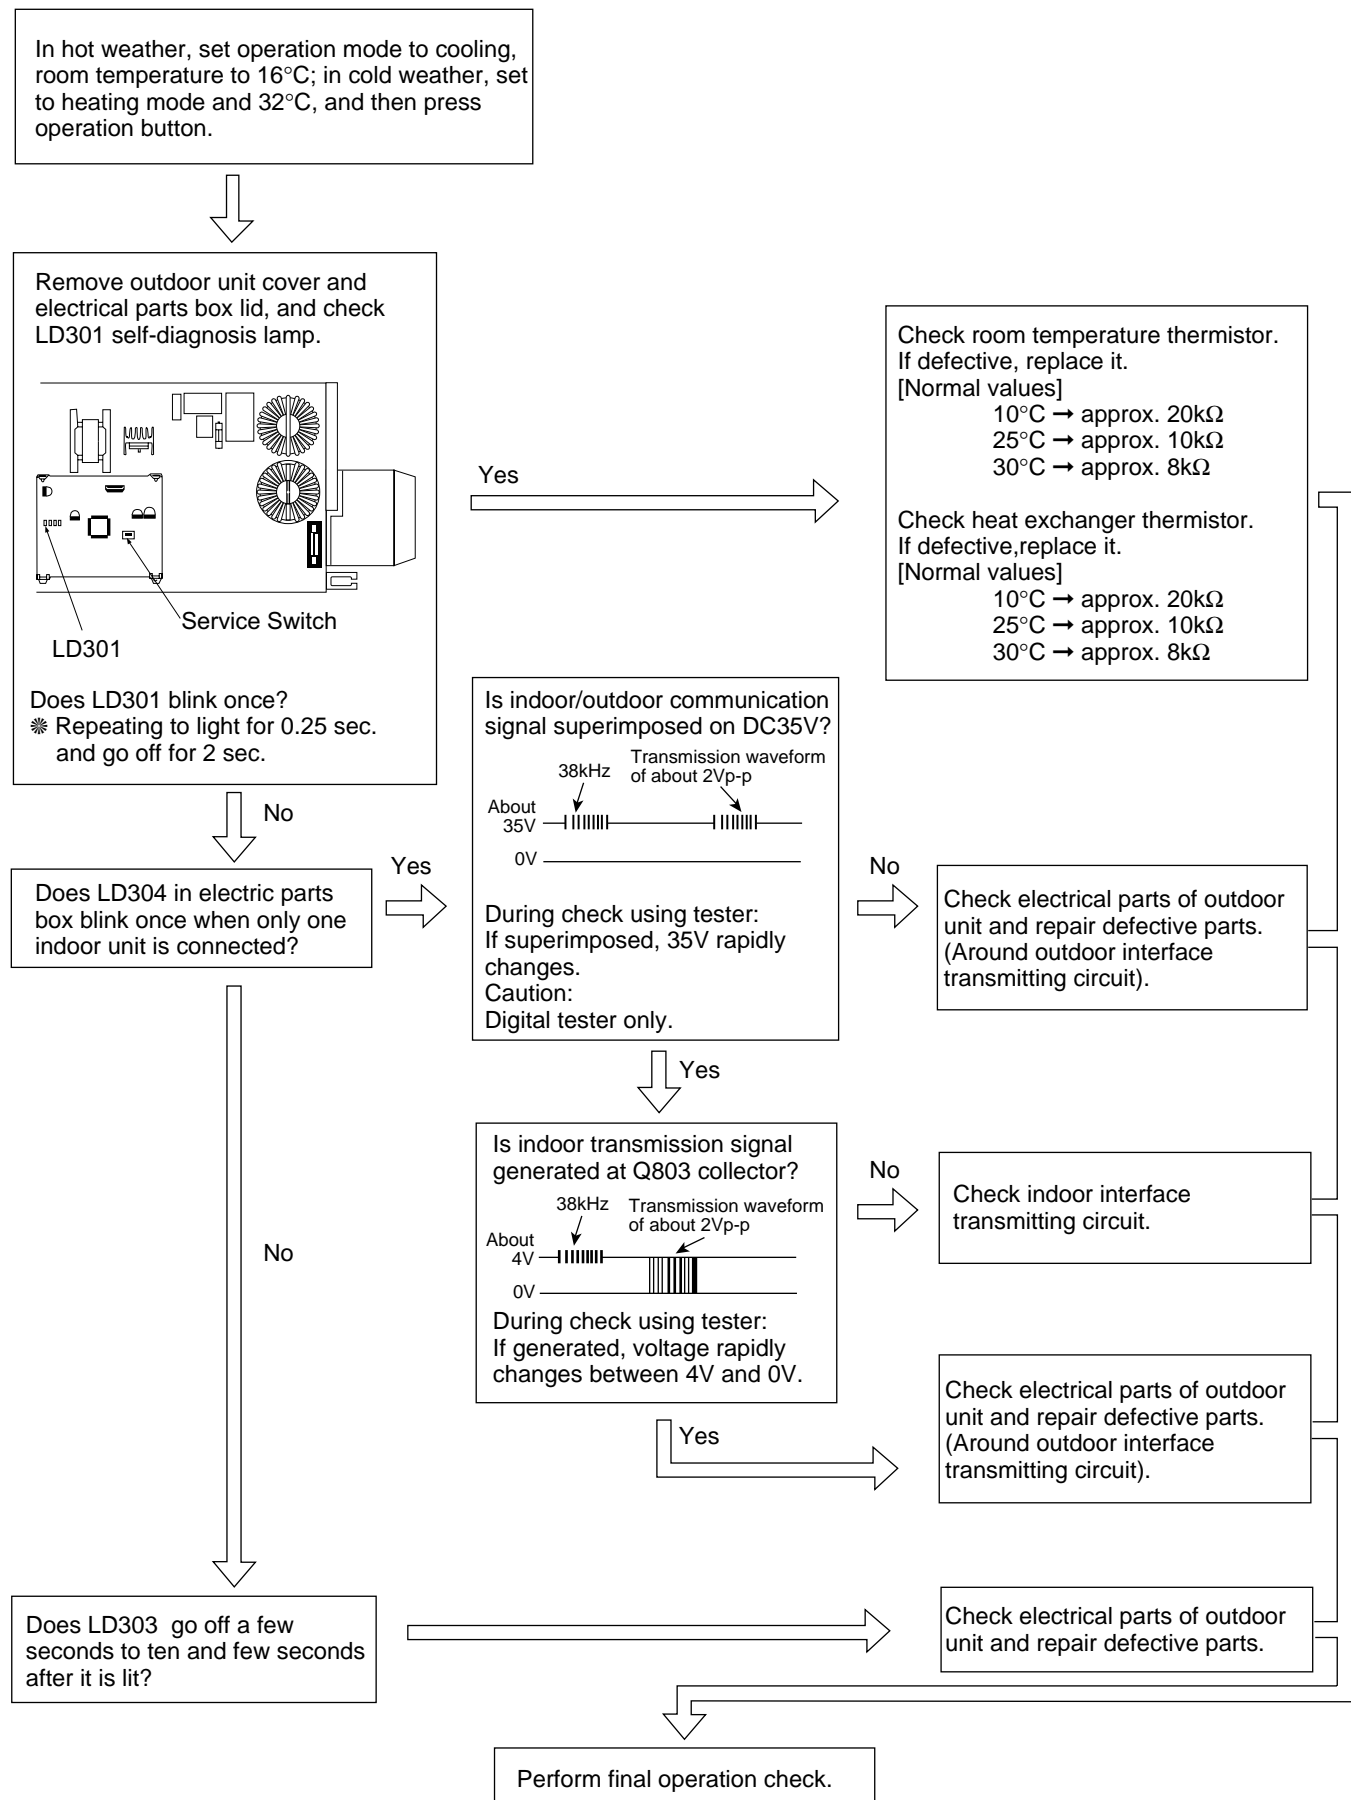 In hot weather, set operation mode to cooling,
room temperature to 16°C; in cold weather, set
to heating mode and 32°C, and then press
operation button.
Remove outdoor unit cover and
electrical parts box lid, and check
LD301 self-diagnosis lamp.
Service Switch
LD301
Does LD301 blink once?
❋ Repeating to light for 0.25 sec.
and go off for 2 sec.
Yes
Check room temperature thermistor.
If defective, replace it.
[Normal values]
10°C ➞ approx. 20kΩ
25°C ➞ approx. 10kΩ
30°C ➞ approx. 8kΩ
Check heat exchanger thermistor.
If defective,replace it.
[Normal values]
10°C ➞ approx. 20kΩ
25°C ➞ approx. 10kΩ
30°C ➞ approx. 8kΩ
No
Does LD304 in electric parts
box blink once when only one
indoor unit is connected?
Yes
Is indoor/outdoor communication
signal superimposed on DC35V?
38kHz
Transmission waveform
of about 2Vp-p
About
35V
0V
During check using tester:
If superimposed, 35V rapidly
changes.
Caution:
Digital tester only.
No
Check electrical parts of outdoor
unit and repair defective parts.
(Around outdoor interface
transmitting circuit).
Yes
Is indoor transmission signal
generated at Q803 collector?
38kHz
Transmission waveform
of about 2Vp-p
About
4V
0V
During check using tester:
If generated, voltage rapidly
changes between 4V and 0V.
No
Check indoor interface
transmitting circuit.
Yes
Check electrical parts of outdoor
unit and repair defective parts.
(Around outdoor interface
transmitting circuit).
No
Does LD303 go off a few
seconds to ten and few seconds
after it is lit?
Check electrical parts of outdoor
unit and repair defective parts.
Perform final operation check.